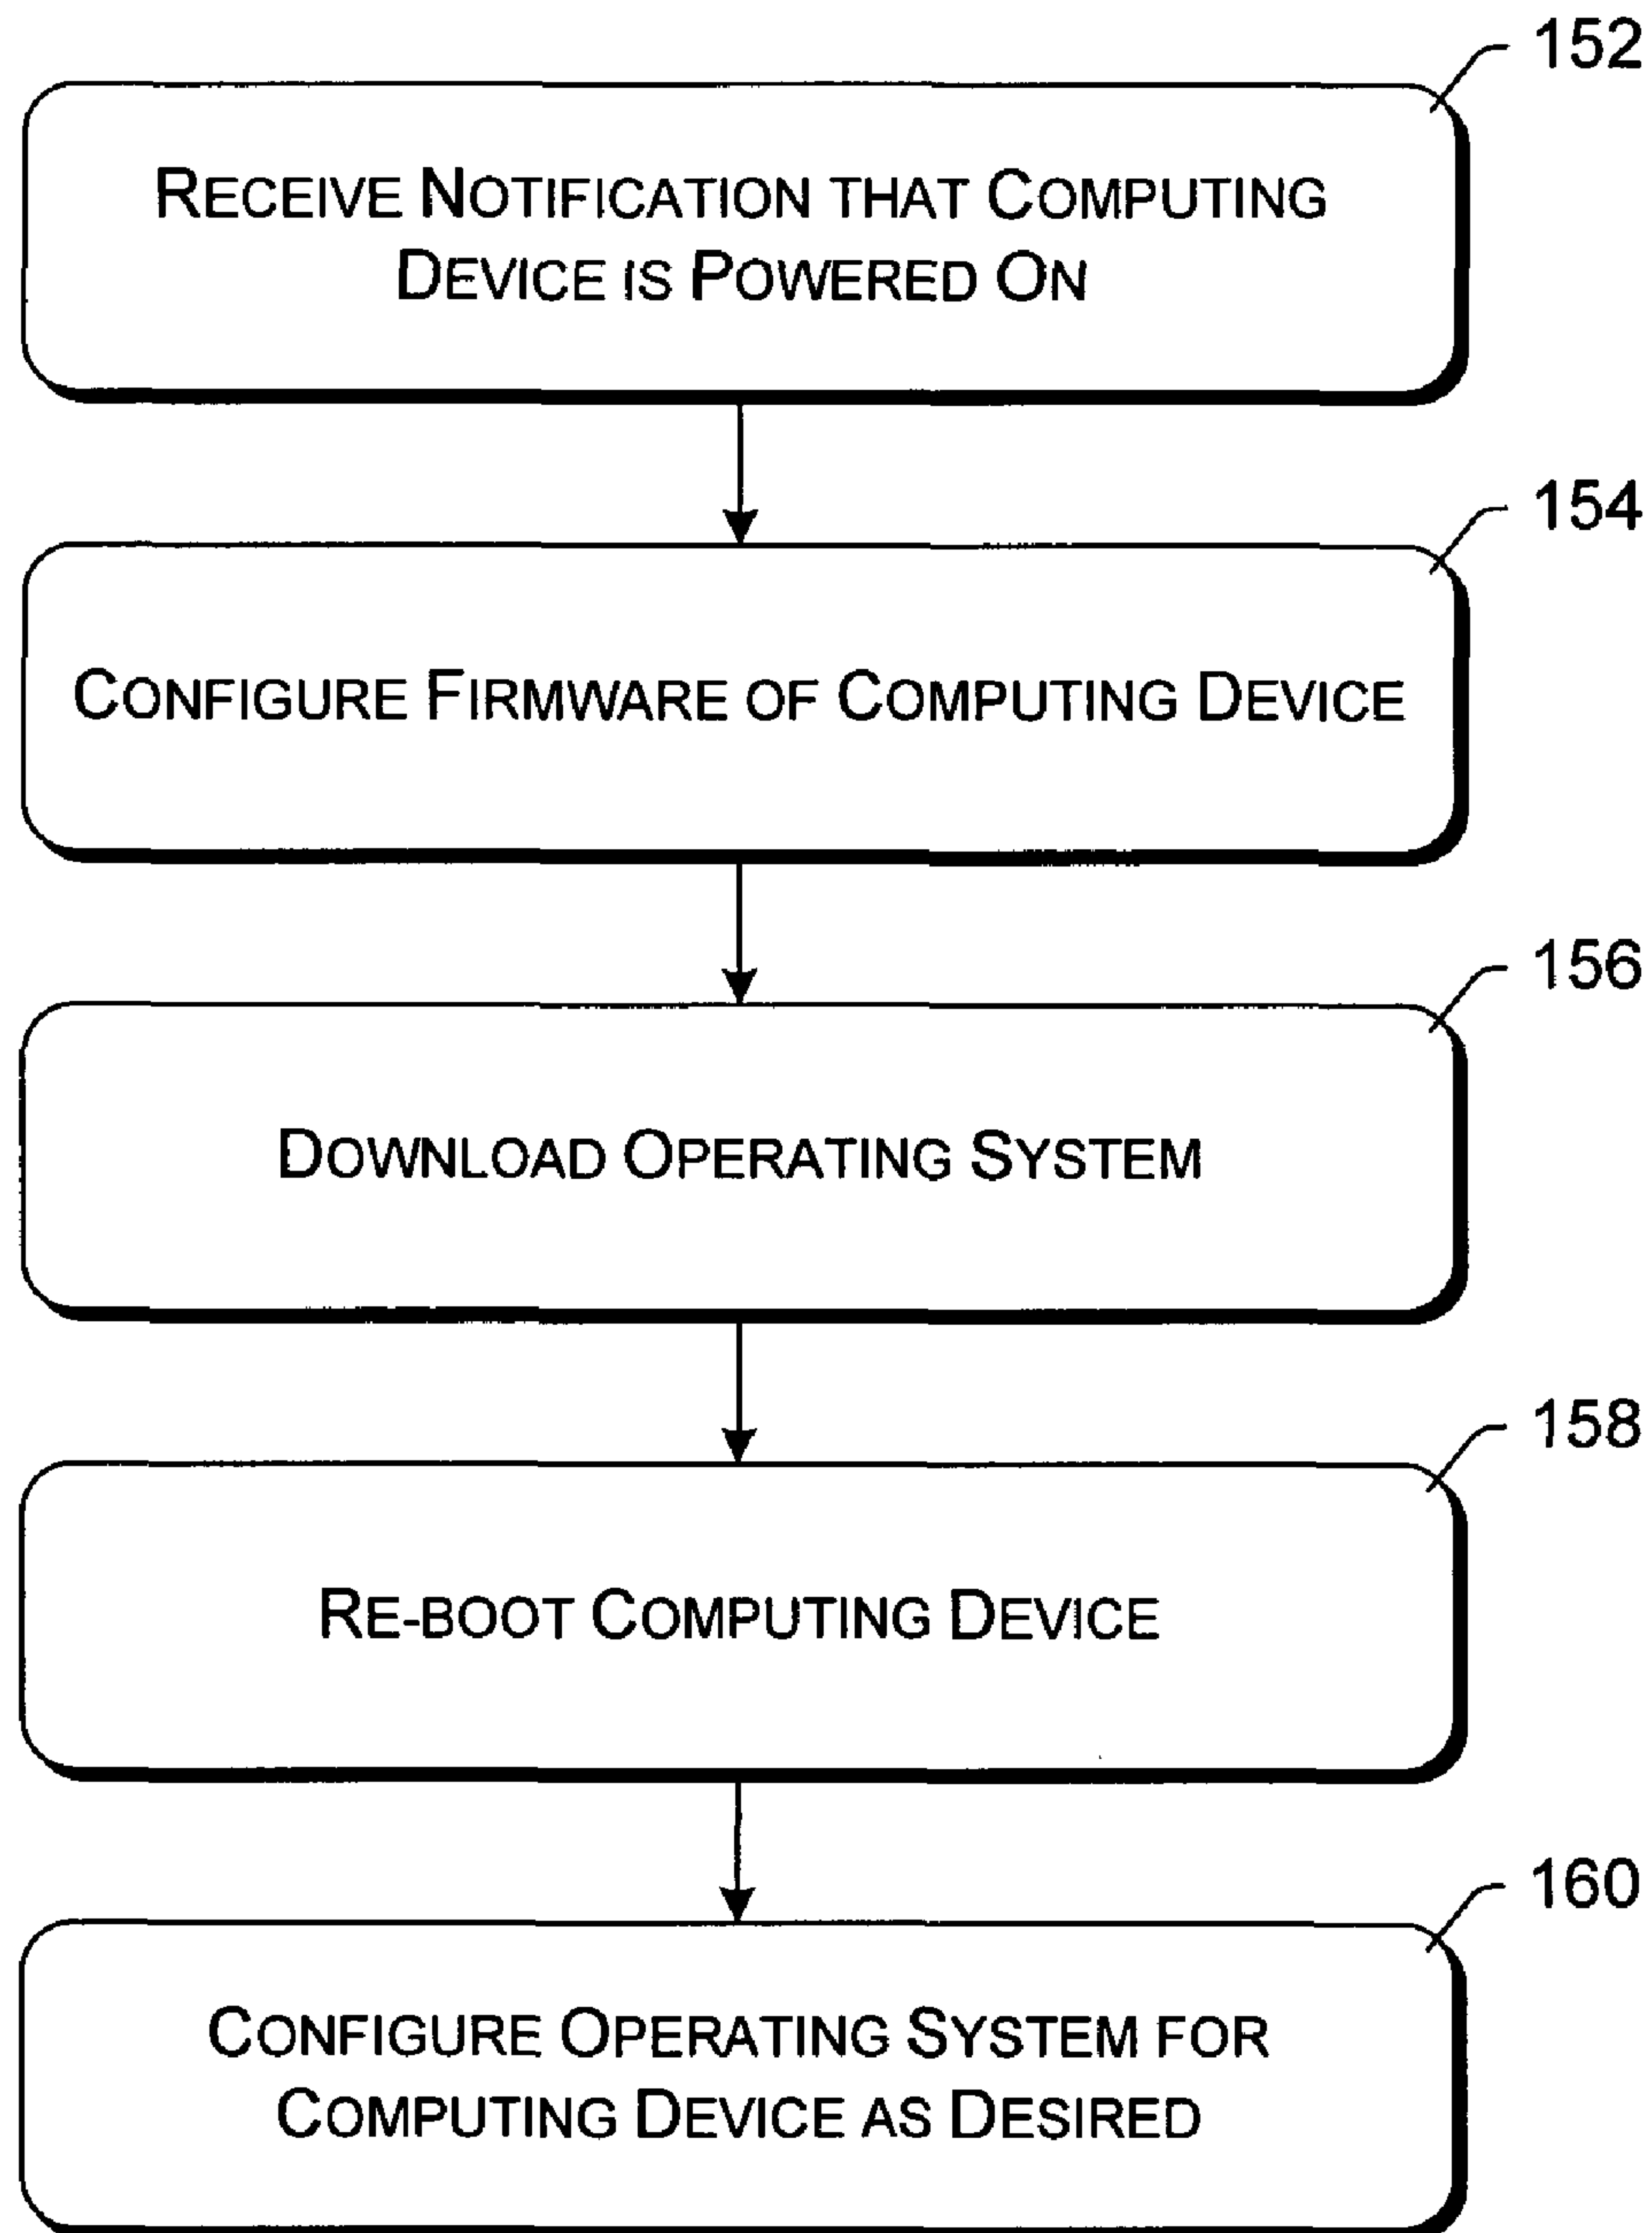 152
RECEIVE NOTIFICATION THAT COMPUTING
DEVICE IS POWERED ON
154
CONFIGURE FIRMWARE OF COMPUTING DEVICE
156
DOWNLOAD OPERATING SYSTEM
158
RE-BOOT COMPUTING DEVICE
160
CONFIGURE OPERATING SYSTEM FOR
COMPUTING DEVICE AS DESIRED